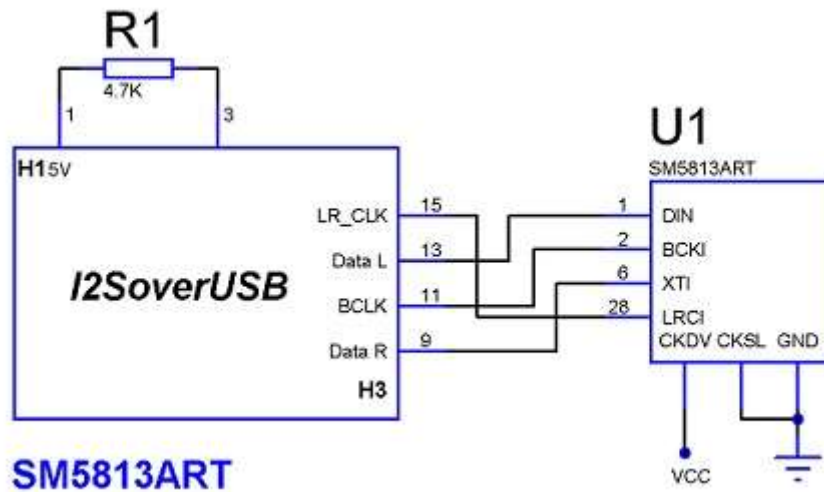 R1
4.7K
1
3
H1 5V
I2SoverUSB
LR_CLK
15
Data L
13
BCLK
11
Data R
9
H3
U1
SM5813ART
1
DIN
2
BCKI
6
XTI
28
LRCI
CKDV CKSL GND
VCC
SM5813ART